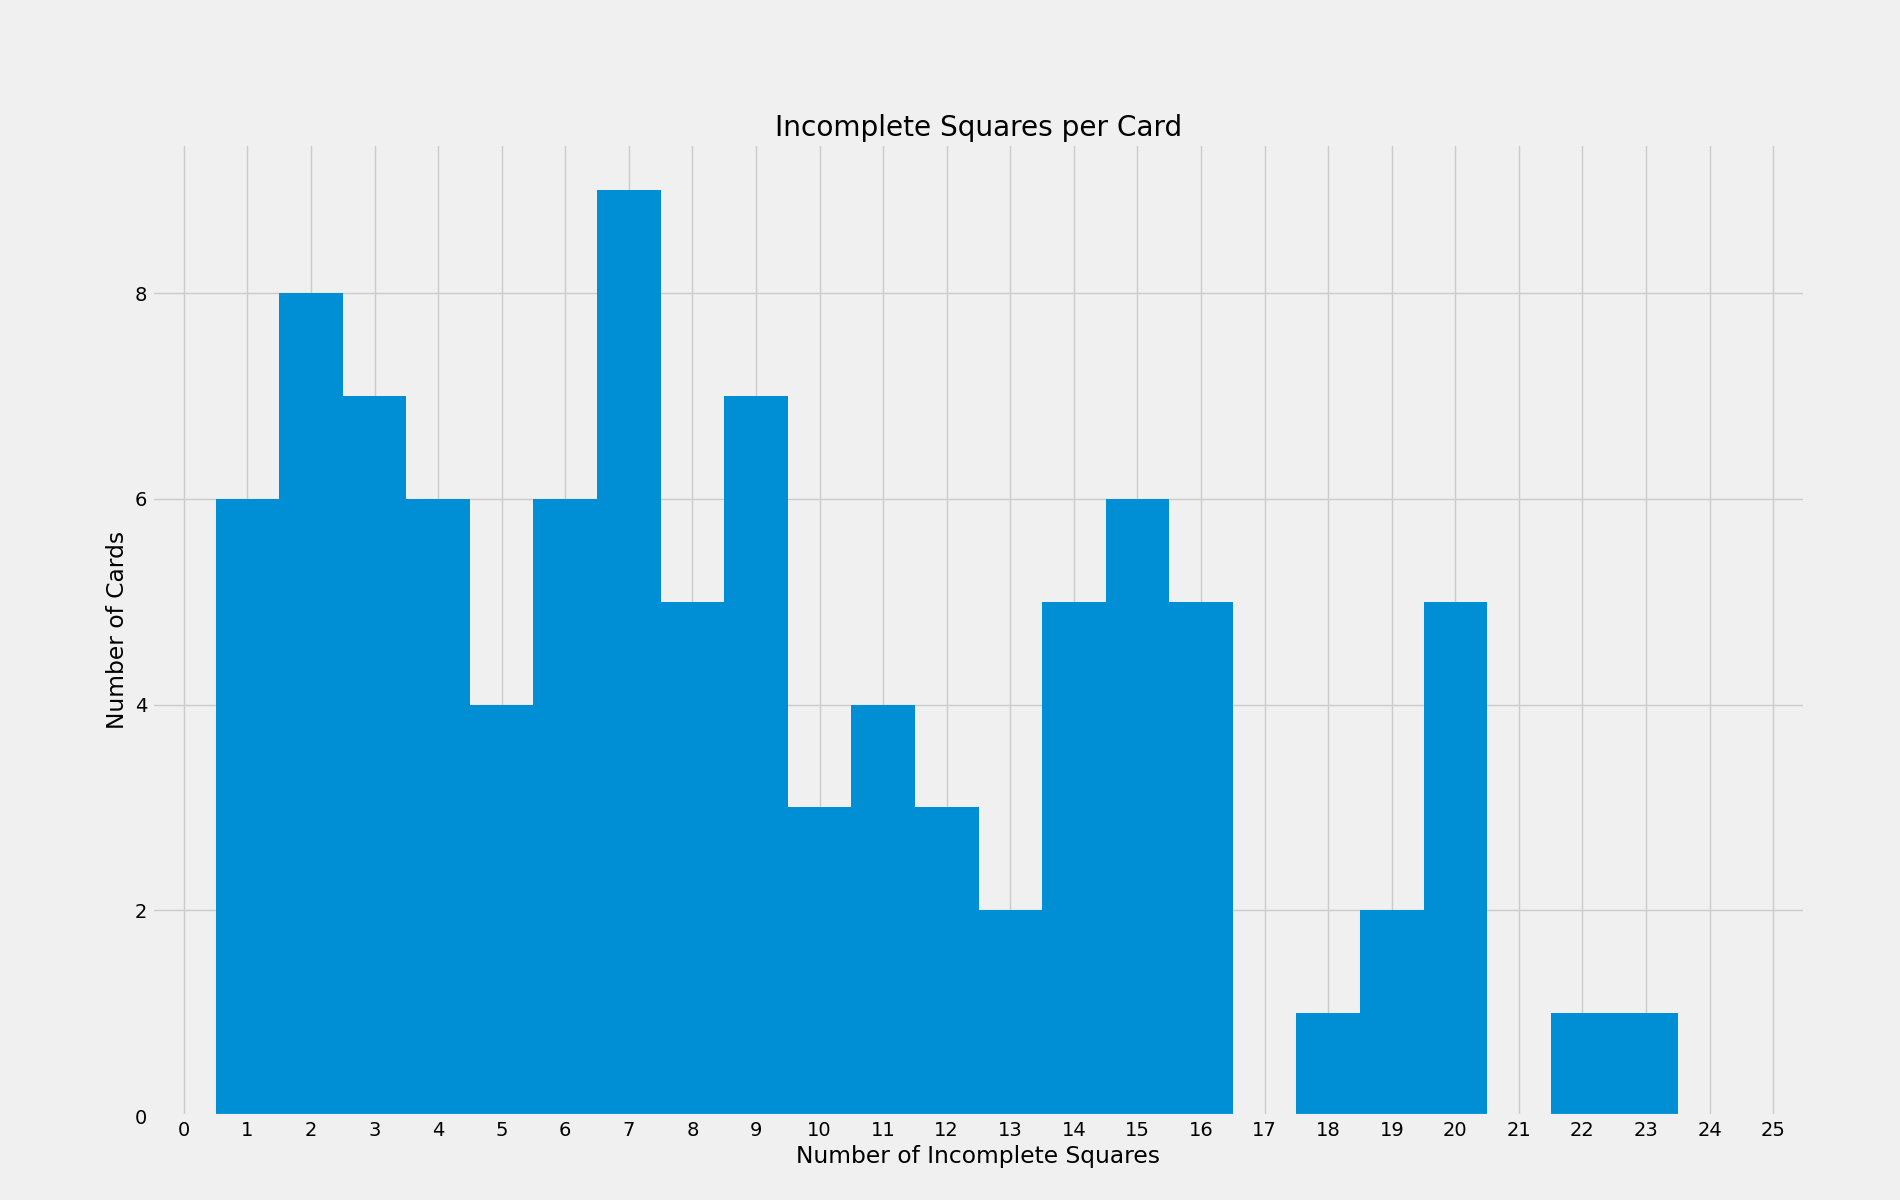 Incomplete Squares per Card
Number of Cards
8
6
4
2
0
0 1 2 3 4 5 6 7 8 9 10 11 12 13 14 15 16 17 18 19 20 21 22 23 24 25
Number of Incomplete Squares